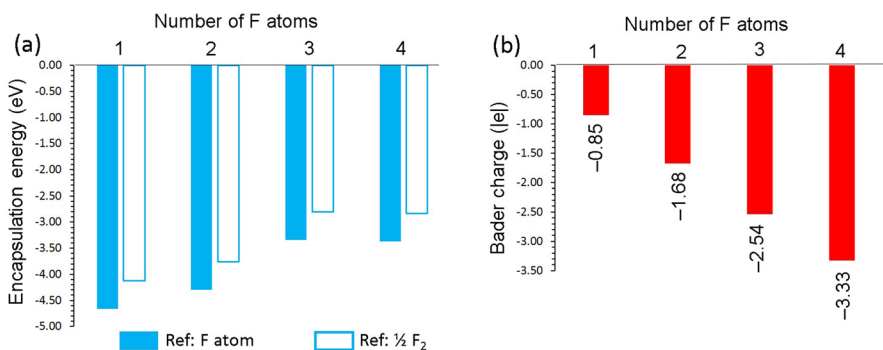 Number of F atoms
(a)
1 2 3 4
Encapsulation energy (eV)
0.00
-0.50
-1.00
-1.50
-2.00
-2.50
-3.00
-3.50
-4.00
-4.50
-5.00
Ref: F atom
Ref: ½ F₂
Number of F atoms
(b)
1 2 3 4
Bader charge (|e|)
0.00
-0.50
-1.00
-1.50
-2.00
-2.50
-3.00
-3.50
−0.85
−1.68
−2.54
−3.33